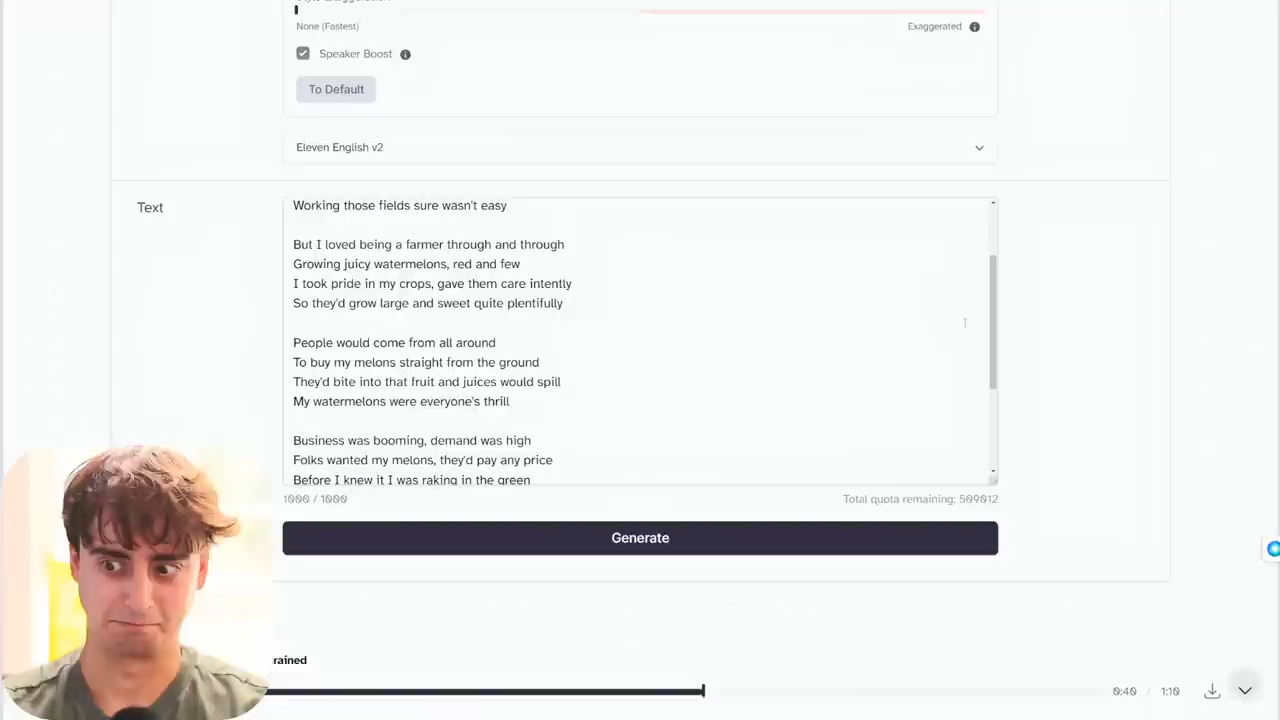 None (Fastest)
Exaggerated
Speaker Boost
To Default
Eleven English v2
Text
Working those fields sure wasn't easy
But I loved being a farmer through and through
Growing juicy watermelons, red and few
I took pride in my crops, gave them care intently
So they'd grow large and sweet quite plentifully
People would come from all around
To buy my melons straight from the ground
They'd bite into that fruit and juices would spill
My watermelons were everyone's thrill
Business was booming, demand was high
Folks wanted my melons, they'd pay any price
Before I knew it I was raking in the green
1000 / 1000
Total quota remaining: 509012
Generate
rained
0:40 / 1:10